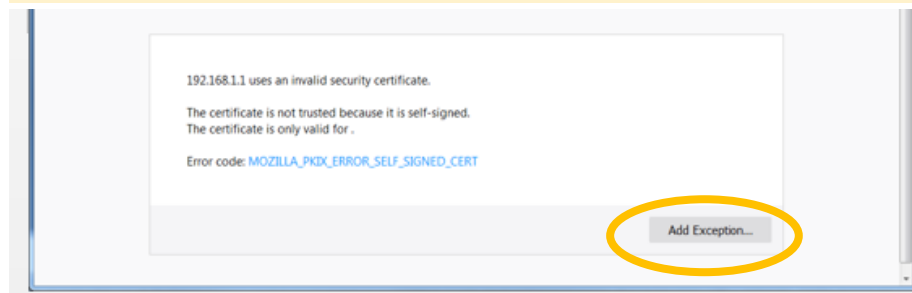 192.168.1.1 uses an invalid security certificate.
The certificate is not trusted because it is self-signed.
The certificate is only valid for .
Error code: MOZILLA_PKIX_ERROR_SELF_SIGNED_CERT
Add Exception...